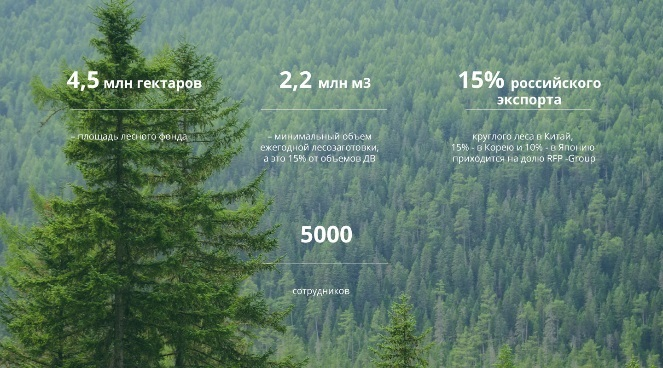 4,5 млн гектаров
– площадь лесного фонда
2,2 млн м3
– минимальный объем
ежегодной лесозаготовки,
а это 15% от объемов ДВ
15% российского
экспорта
круглого леса в Китай,
15% - в Корею и 10% - в Японию
приходится на долю RFP -Group
5000
сотрудников